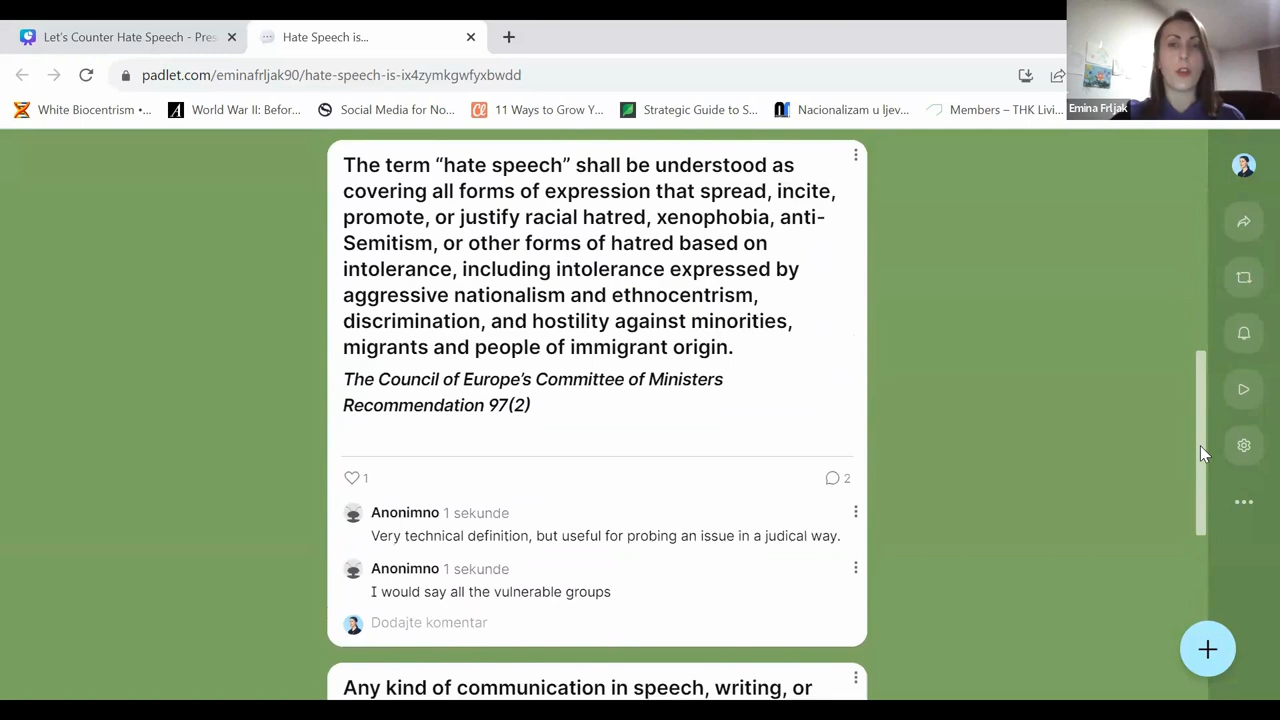 Let's Counter Hate Speech - Pres
Hate Speech is...
padlet.com/eminafrljak90/hate-speech-is-ix4zymkgwfyxbwdd
White Biocentrism •...
World War II: Befor...
Social Media for No...
11 Ways to Grow Y...
Strategic Guide to S...
Nacionalizam u ljev...
Members – THK Livi...
Emina Frljak
The term “hate speech” shall be understood as
covering all forms of expression that spread, incite,
promote, or justify racial hatred, xenophobia, anti-
Semitism, or other forms of hatred based on
intolerance, including intolerance expressed by
aggressive nationalism and ethnocentrism,
discrimination, and hostility against minorities,
migrants and people of immigrant origin.
The Council of Europe’s Committee of Ministers
Recommendation 97(2)
1
2
Anonimno 1 sekunde
Very technical definition, but useful for probing an issue in a judical way.
Anonimno 1 sekunde
I would say all the vulnerable groups
Dodajte komentar
Any kind of communication in speech, writing, or